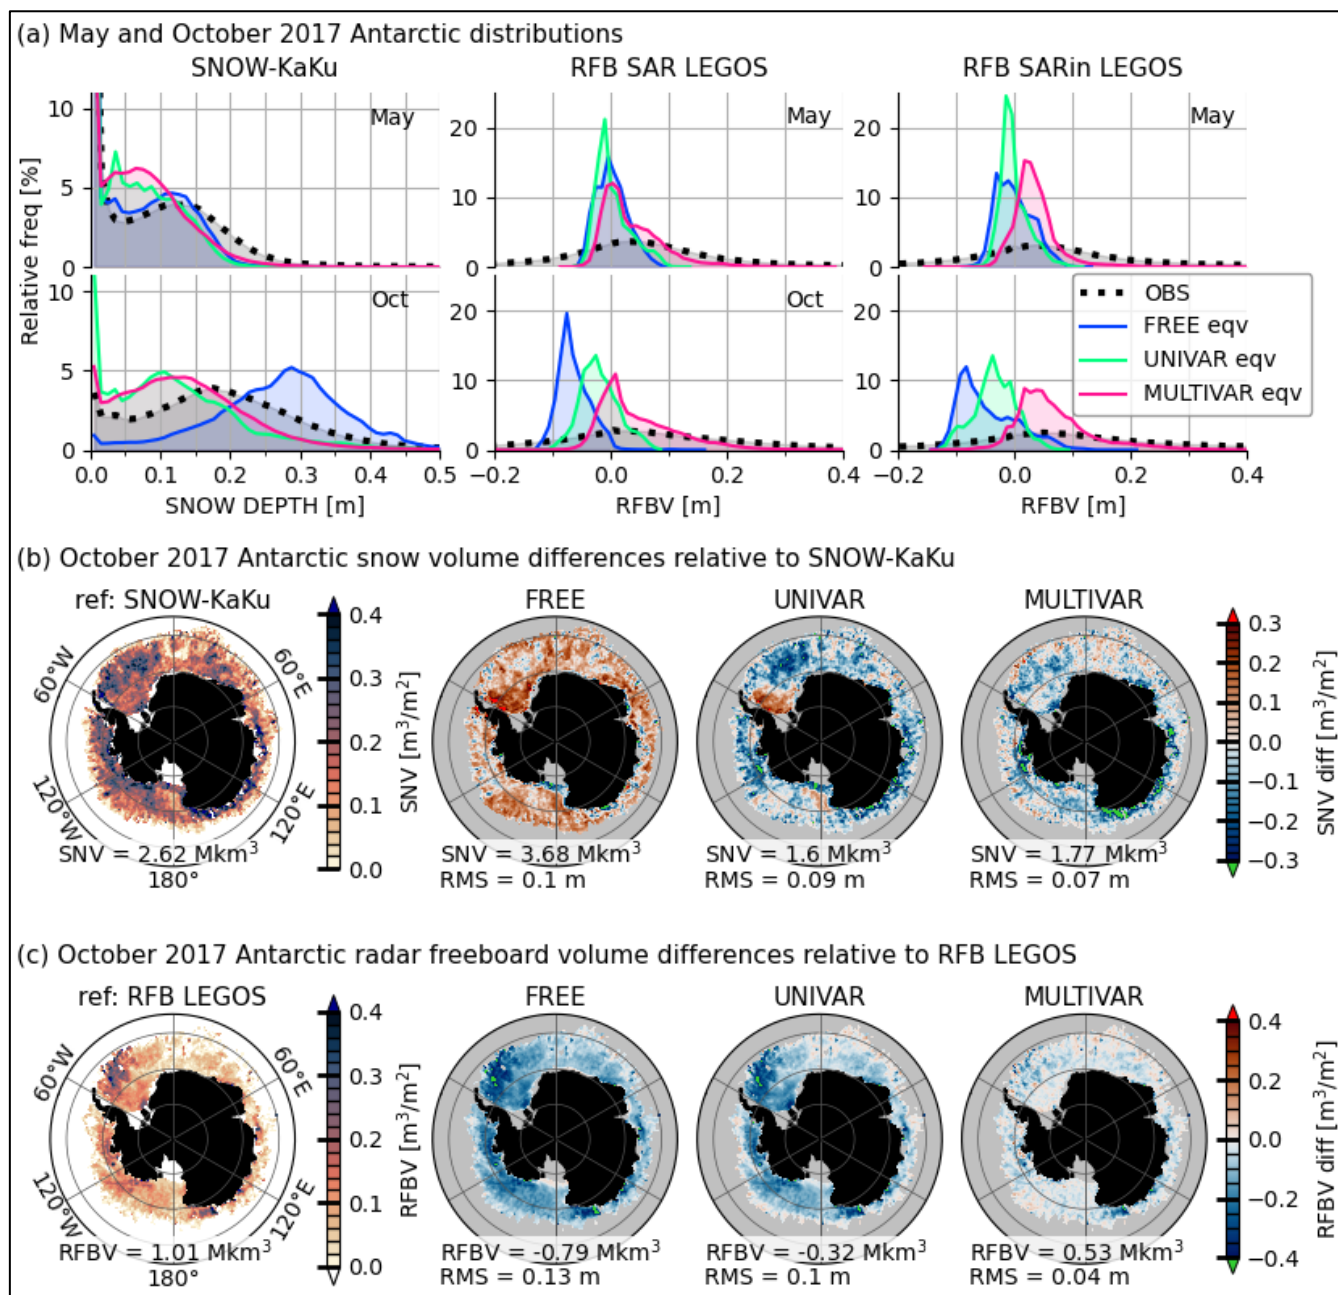 (a) May and October 2017 Antarctic distributions
SNOW-KaKu RFB SAR LEGOS RFB SARin LEGOS
Relative freq [%]
10 5 0 May
20 10 0 May
20 10 0 May
10 5 0 Oct
20 10 0 Oct
OBS
FREE eqv
UNIVAR eqv
MULTIVAR eqv
20 10 0
0.0 0.1 0.2 0.3 0.4 0.5
−0.2 0.0 0.2 0.4
−0.2 0.0 0.2 0.4
SNOW DEPTH [m] RFBV [m] RFBV [m]
(b) October 2017 Antarctic snow volume differences relative to SNOW-KaKu
ref: SNOW-KaKu FREE UNIVAR MULTIVAR
60°W
60°E
120°W
120°E
180°
SNV = 2.62 Mkm³
0.4
0.3
0.2
0.1
0.0
SNV [m³/m²]
SNV = 3.68 Mkm³
RMS = 0.1 m
SNV = 1.6 Mkm³
RMS = 0.09 m
SNV = 1.77 Mkm³
RMS = 0.07 m
0.3
0.2
0.1
0.0
−0.1
−0.2
−0.3
SNV diff [m³/m²]
(c) October 2017 Antarctic radar freeboard volume differences relative to RFB LEGOS
ref: RFB LEGOS FREE UNIVAR MULTIVAR
60°W
60°E
120°W
120°E
RFBV = 1.01 Mkm³
180°
0.4
0.3
0.2
0.1
0.0
RFBV [m³/m²]
RFBV = -0.79 Mkm³
RMS = 0.13 m
RFBV = -0.32 Mkm³
RMS = 0.1 m
RFBV = 0.53 Mkm³
RMS = 0.04 m
0.4
0.2
0.0
−0.2
−0.4
RFBV diff [m³/m²]